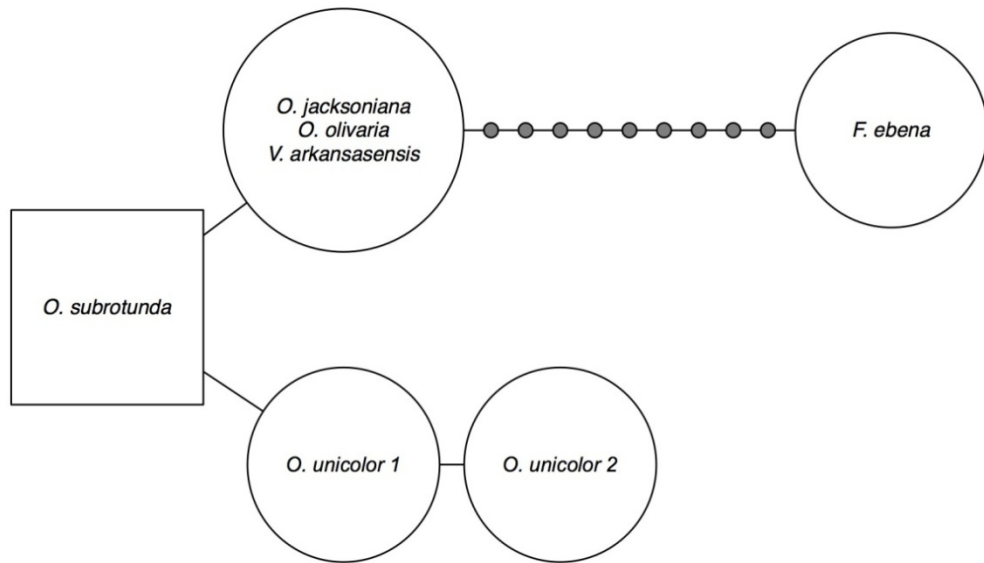 O. jacksoniana
O. olivaria
V. arkansasensis
F. ebena
O. subrotunda
O. unicolor 1
O. unicolor 2